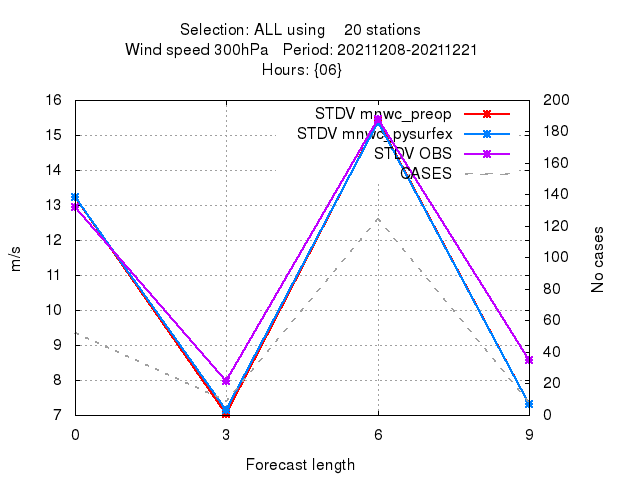 Selection: ALL using 20 stations
Wind speed 300hPa Period: 20211208-20211221
Hours: {06}
16 200
15 180
14 160
13 140
12 120
11 100
10 80
9 60
8 40
7 20
0
STDV mnwc_preop
STDV mnwc_pysurfex
STDV OBS
CASES
m/s
No cases
0 3 6 9
Forecast length